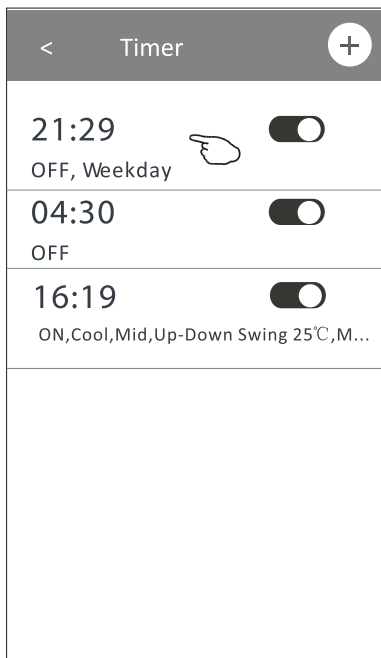 < Timer +
21:29
OFF, Weekday
04:30
OFF
16:19
ON,Cool,Mid,Up-Down Swing 25℃,M...